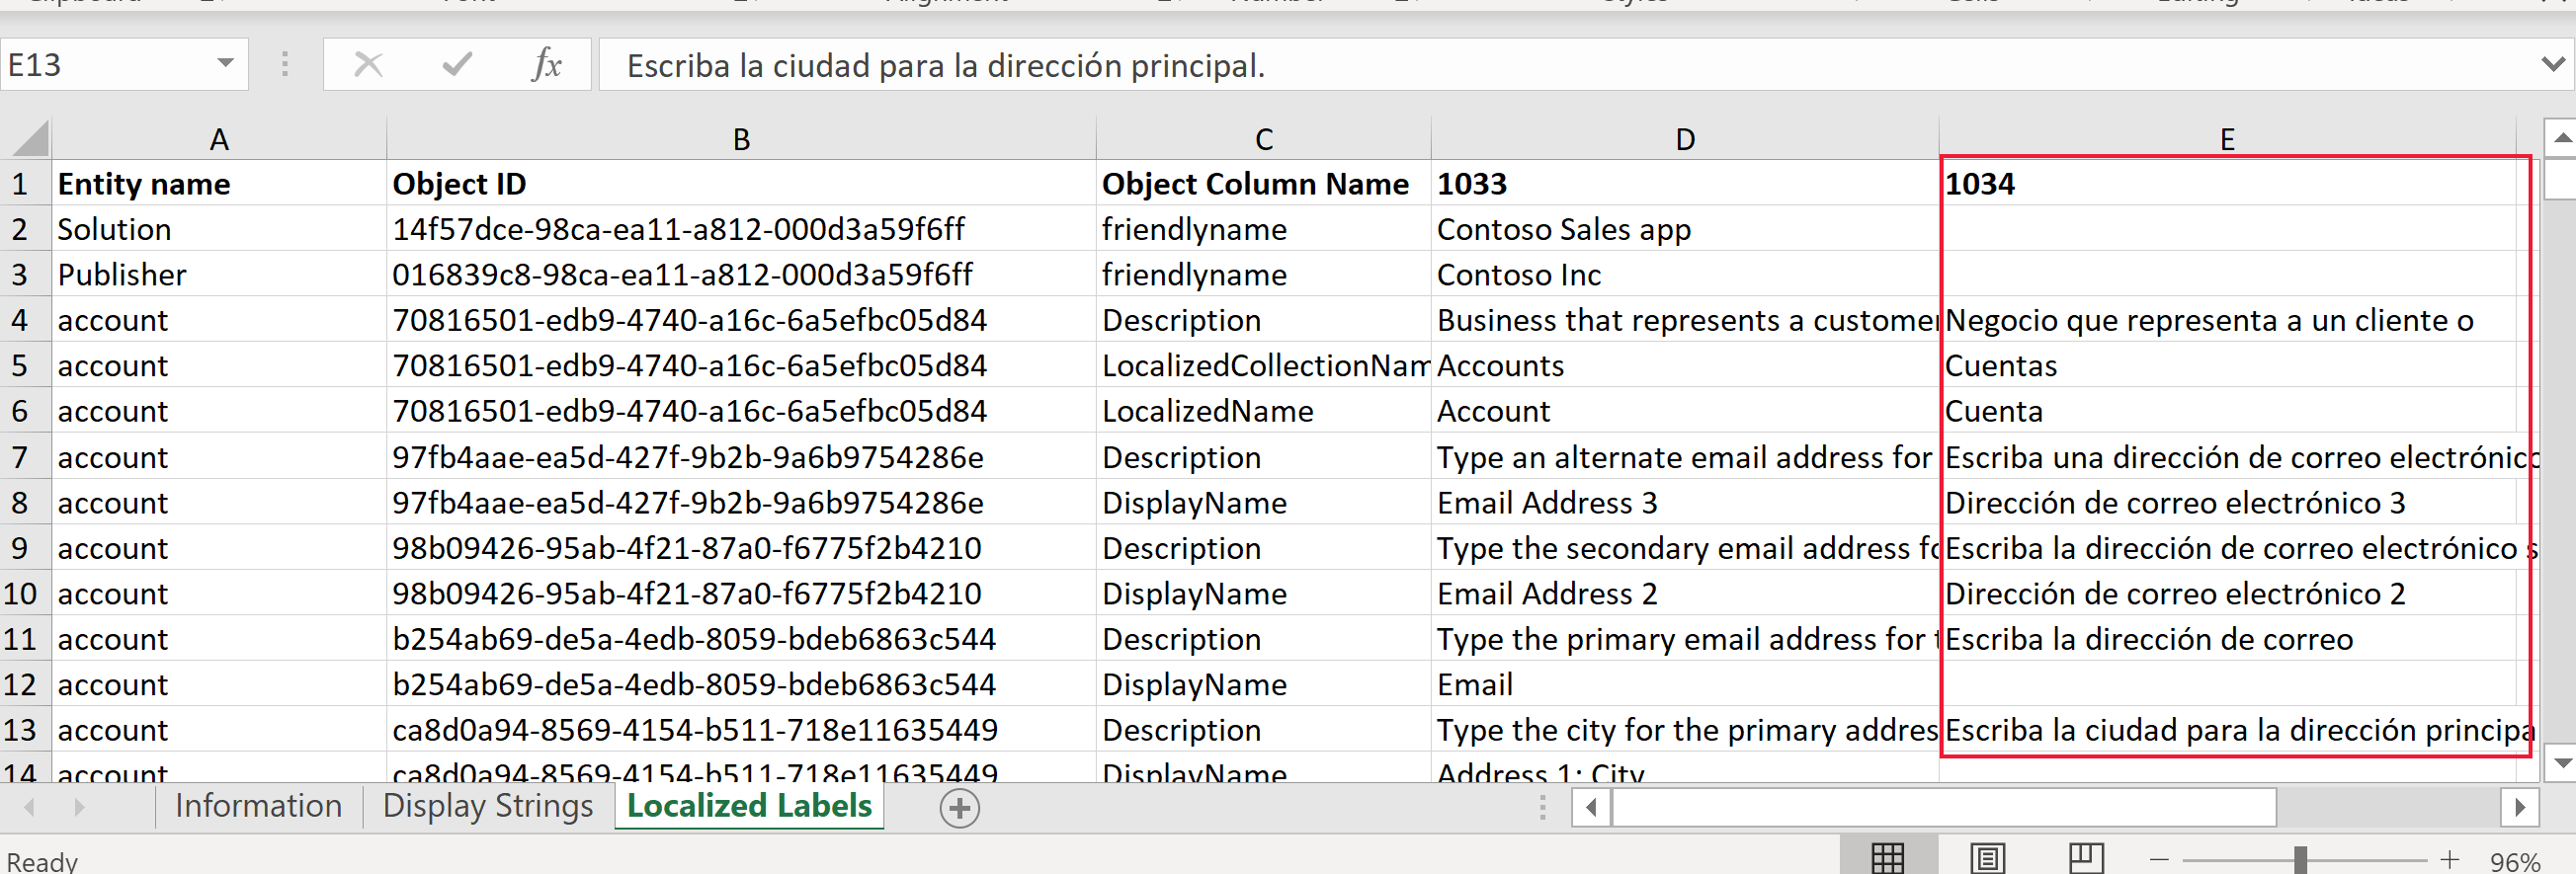 E13 fx Escriba la ciudad para la dirección principal.
A B C D E
1 Entity name Object ID Object Column Name 1033 1034
2 Solution 14f57dce-98ca-ea11-a812-000d3a59f6ff friendlyname Contoso Sales app
3 Publisher 016839c8-98ca-ea11-a812-000d3a59f6ff friendlyname Contoso Inc
4 account 70816501-edb9-4740-a16c-6a5efbc05d84 Description Business that represents a customer Negocio que representa a un cliente o
5 account 70816501-edb9-4740-a16c-6a5efbc05d84 LocalizedCollectionNam Accounts Cuentas
6 account 70816501-edb9-4740-a16c-6a5efbc05d84 LocalizedName Account Cuenta
7 account 97fb4aae-ea5d-427f-9b2b-9a6b9754286e Description Type an alternate email address for Escriba una dirección de correo electrónico
8 account 97fb4aae-ea5d-427f-9b2b-9a6b9754286e DisplayName Email Address 3 Dirección de correo electrónico 3
9 account 98b09426-95ab-4f21-87a0-f6775f2b4210 Description Type the secondary email address fo Escriba la dirección de correo electrónico s
10 account 98b09426-95ab-4f21-87a0-f6775f2b4210 DisplayName Email Address 2 Dirección de correo electrónico 2
11 account b254ab69-de5a-4edb-8059-bdeb6863c544 Description Type the primary email address for t Escriba la dirección de correo
12 account b254ab69-de5a-4edb-8059-bdeb6863c544 DisplayName Email
13 account ca8d0a94-8569-4154-b511-718e11635449 Description Type the city for the primary addres Escriba la ciudad para la dirección principa
14 account ca8d0a94-8569-4154-b511-718e11635449 DisplayName Address 1: City
Information Display Strings Localized Labels
Ready 96%